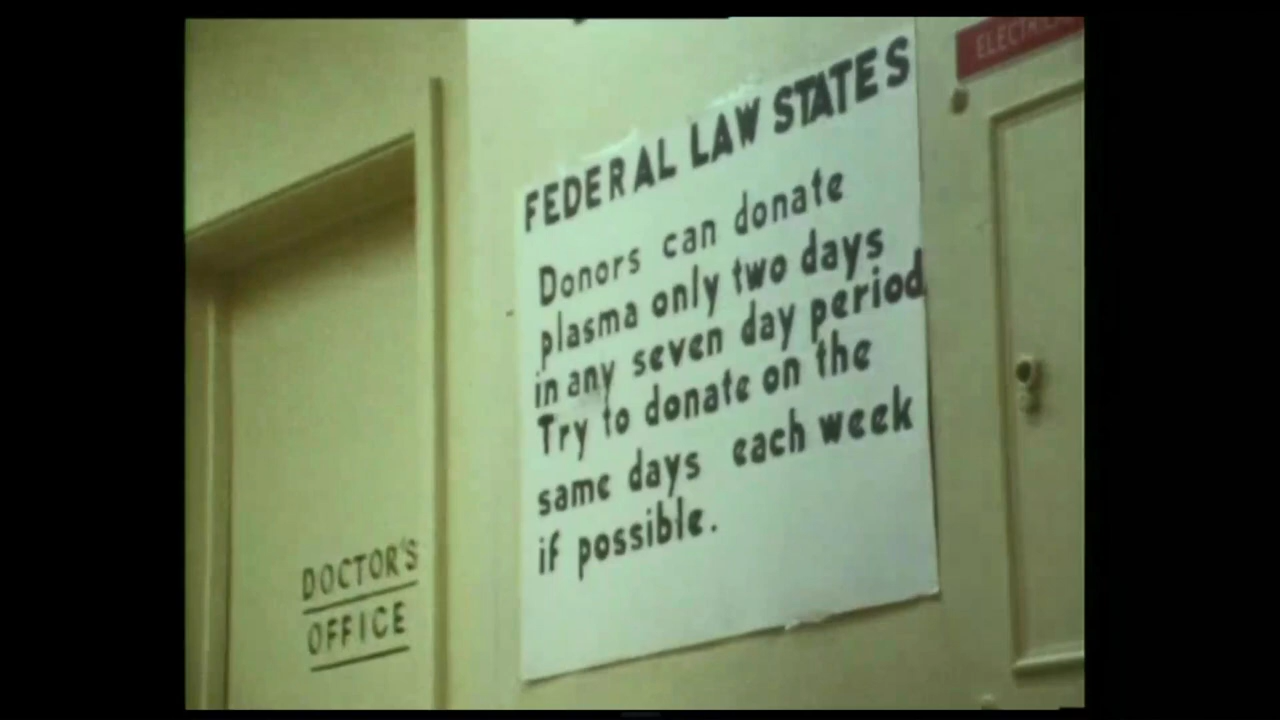 FEDERAL LAW STATES
Donors can donate
plasma only two days
in any seven day period
Try to donate on the
same days each week
if possible.
DOCTOR'S
OFFICE